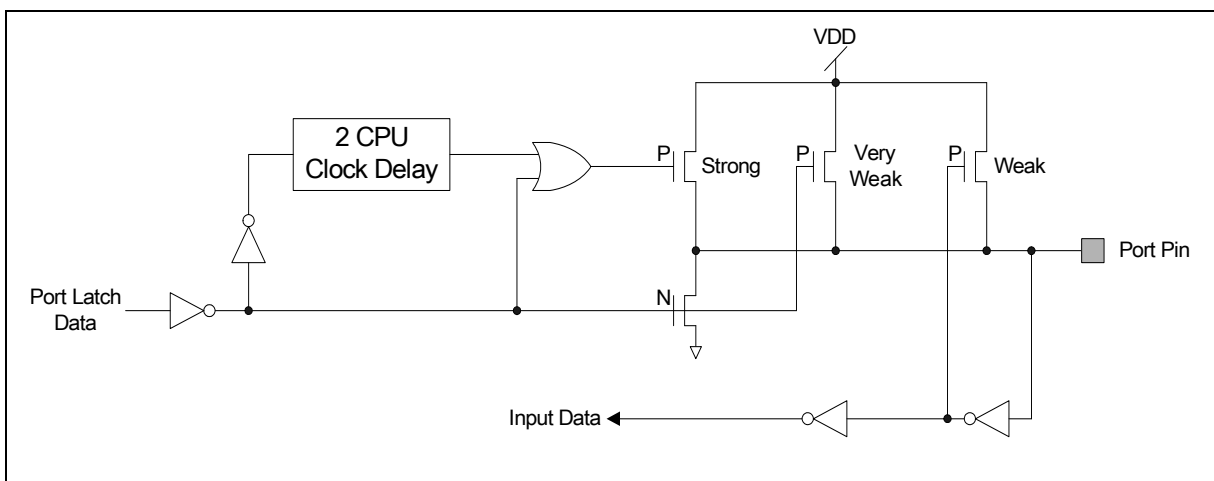 VDD
2 CPU
Clock Delay
P
Strong
P
Very
Weak
P
Weak
Port Pin
Port Latch
Data
N
Input Data